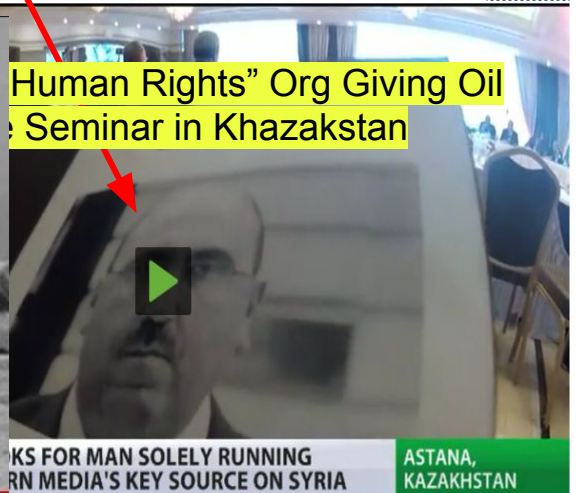 Human Rights” Org Giving Oil
Seminar in Khazakstan
KS FOR MAN SOLELY RUNNING
RN MEDIA'S KEY SOURCE ON SYRIA
ASTANA,
KAZAKHSTAN